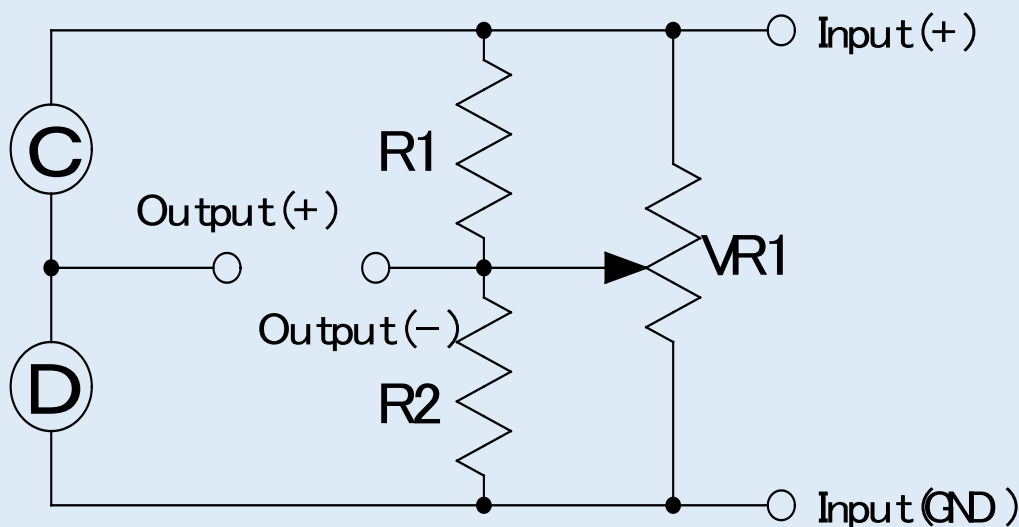 Input(+)
C
R1
Output(+)
VR1
Output(−)
D
R2
Input(GND)